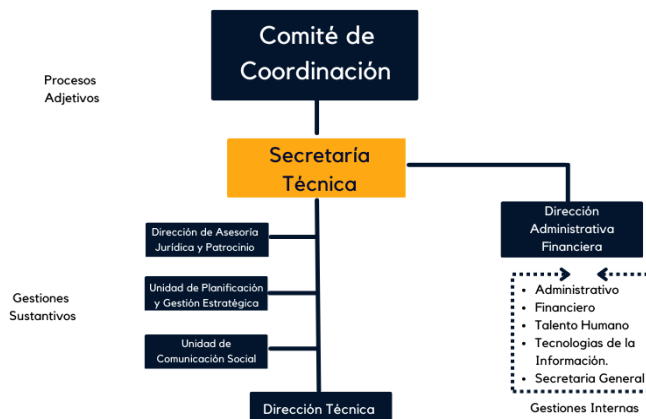 Comité de
Coordinación
Procesos
Adjetivos
Secretaría
Técnica
Dirección
Administrativa
Financiera
Dirección de Asesoría
Jurídica y Patrocinio
Unidad de Planificación
y Gestión Estratégica
Unidad de
Comunicación Social
Gestiones
Sustantivos
• Administrativo
• Financiero
• Talento Humano
• Tecnologias de la
Información.
• Secretaria General
Dirección Técnica
Gestiones Internas